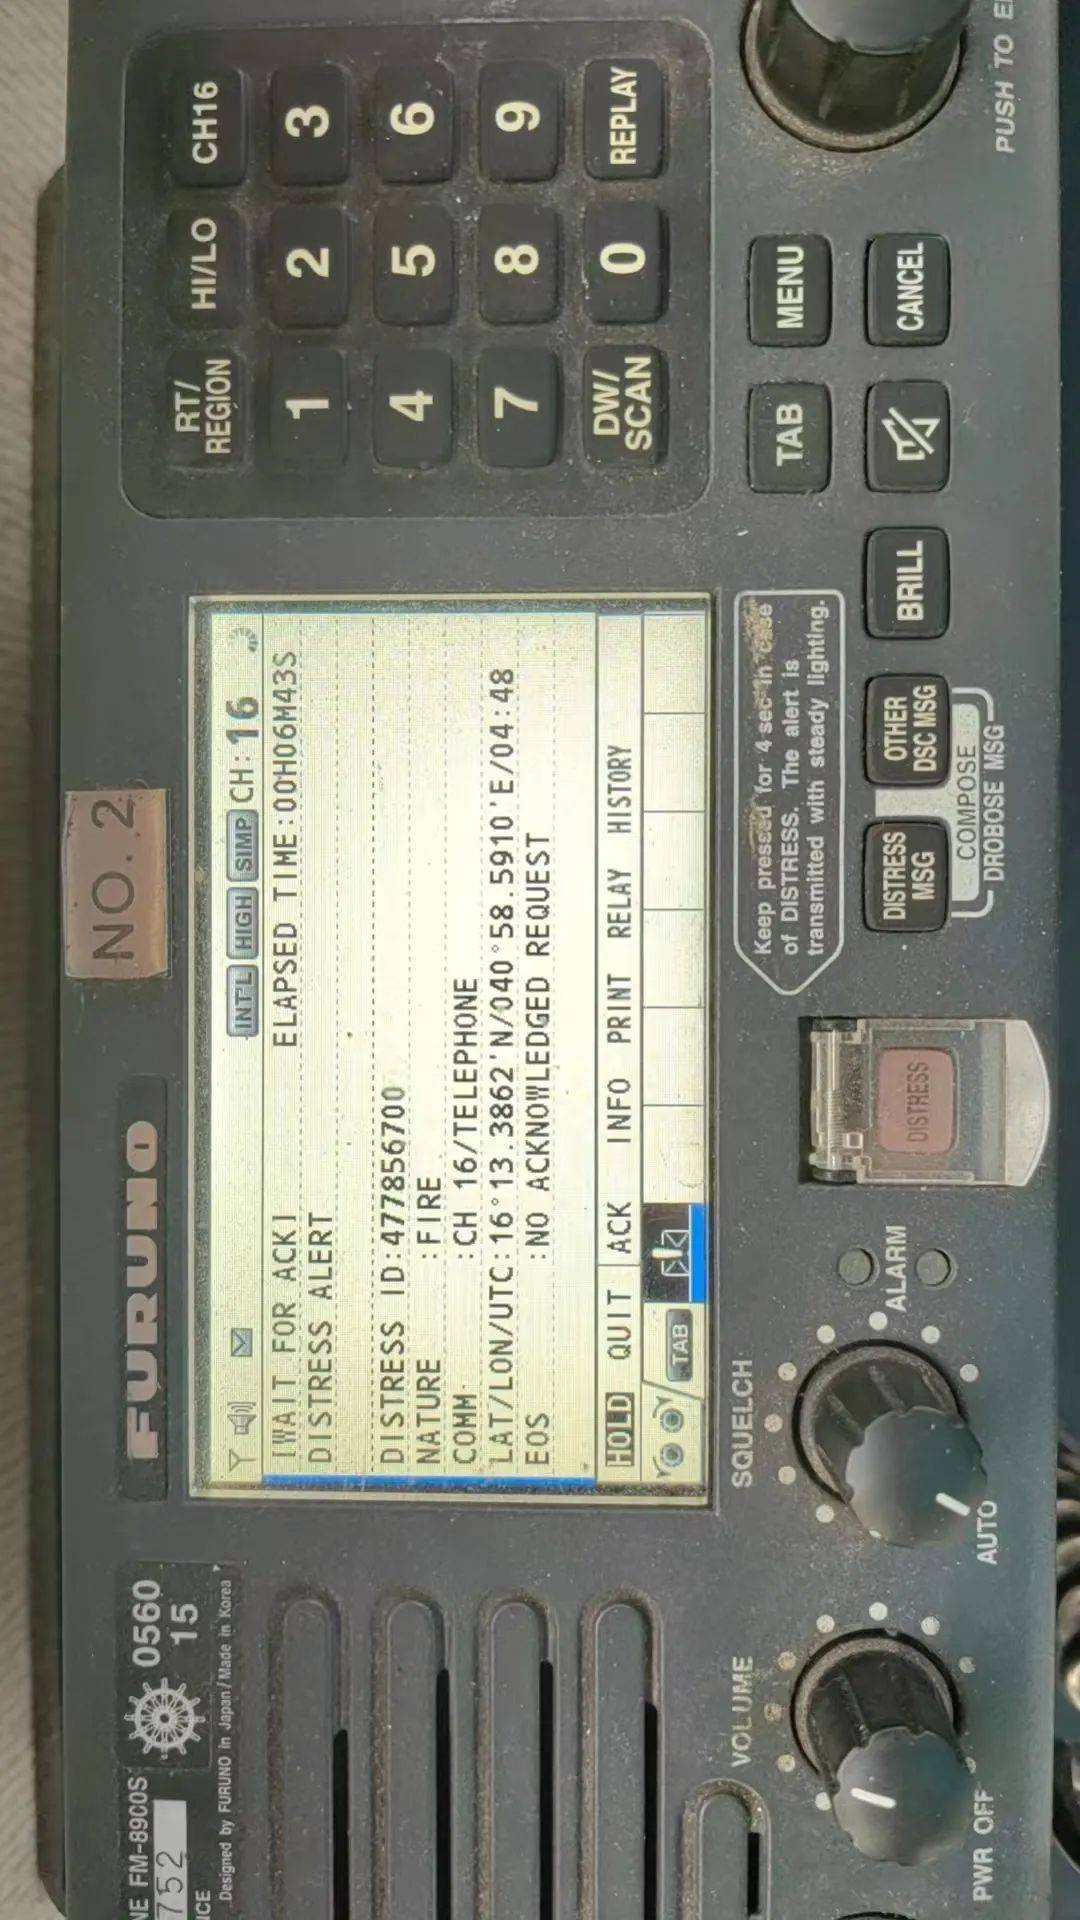 NE FM-8900S
752
NCE
0560
15
Designed by FURUNO in Japan / Made in Korea
FURUNO
NO. 2
INT'L HIGH SIMP CH: 16
[WAIT FOR ACK] ELAPSED TIME:00H06M43S
DISTRESS ALERT
DISTRESS ID:477856700
NATURE :FIRE
COMM :CH 16/TELEPHONE
LAT/LON/UTC:16°13.3862'N/040°58.5910'E/04:48
EOS :NO ACKNOWLEDGED REQUEST
HOLD QUIT ACK INFO PRINT RELAY HISTORY
TAB
RT/
REGION
HI/LO
CH16
1 2 3
4 5 6
7 8 9
DW/
SCAN
0
REPLAY
VOLUME
PWR OFF
SQUELCH
AUTO
ALARM
DISTRESS
Keep pressed for 4 sec in case
of DISTRESS. The alert is
transmitted with steady lighting.
TAB
MENU
DISTRESS
MSG
OTHER
DSC MSG
BRILL
CANCEL
COMPOSE
DROBOSE MSG
PUSH TO E